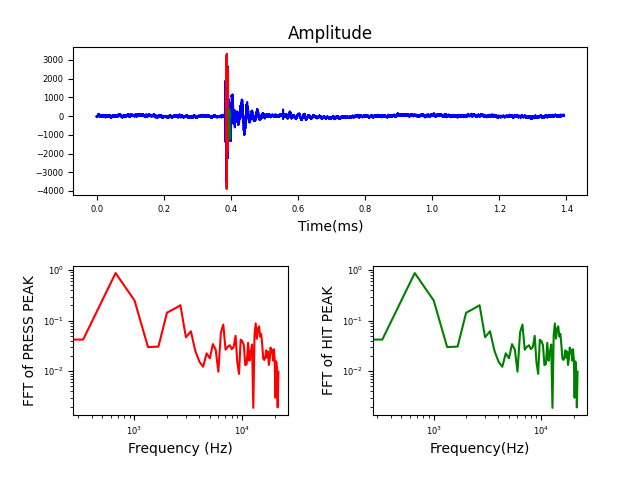 Amplitude
3000
2000
1000
0
−1000
−2000
−3000
−4000
0.0 0.2 0.4 0.6 0.8 1.0 1.2 1.4
Time(ms)
FFT of PRESS PEAK
10⁰
10⁻¹
10⁻²
10³ 10⁴
Frequency (Hz)
FFT of HIT PEAK
10⁰
10⁻¹
10⁻²
10³ 10⁴
Frequency(Hz)